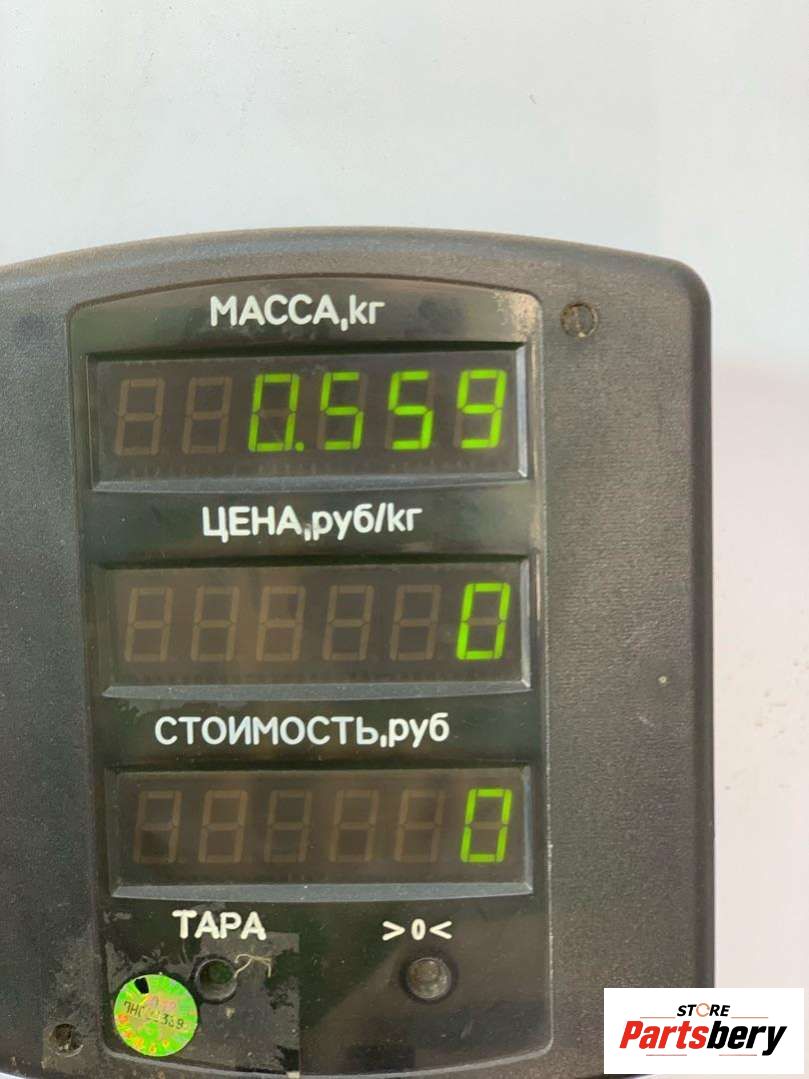 МАССА,кг
0.559
ЦЕНА,руб/кг
0
СТОИМОСТЬ,руб
0
ТАРА >0<
STORE
Partsbery